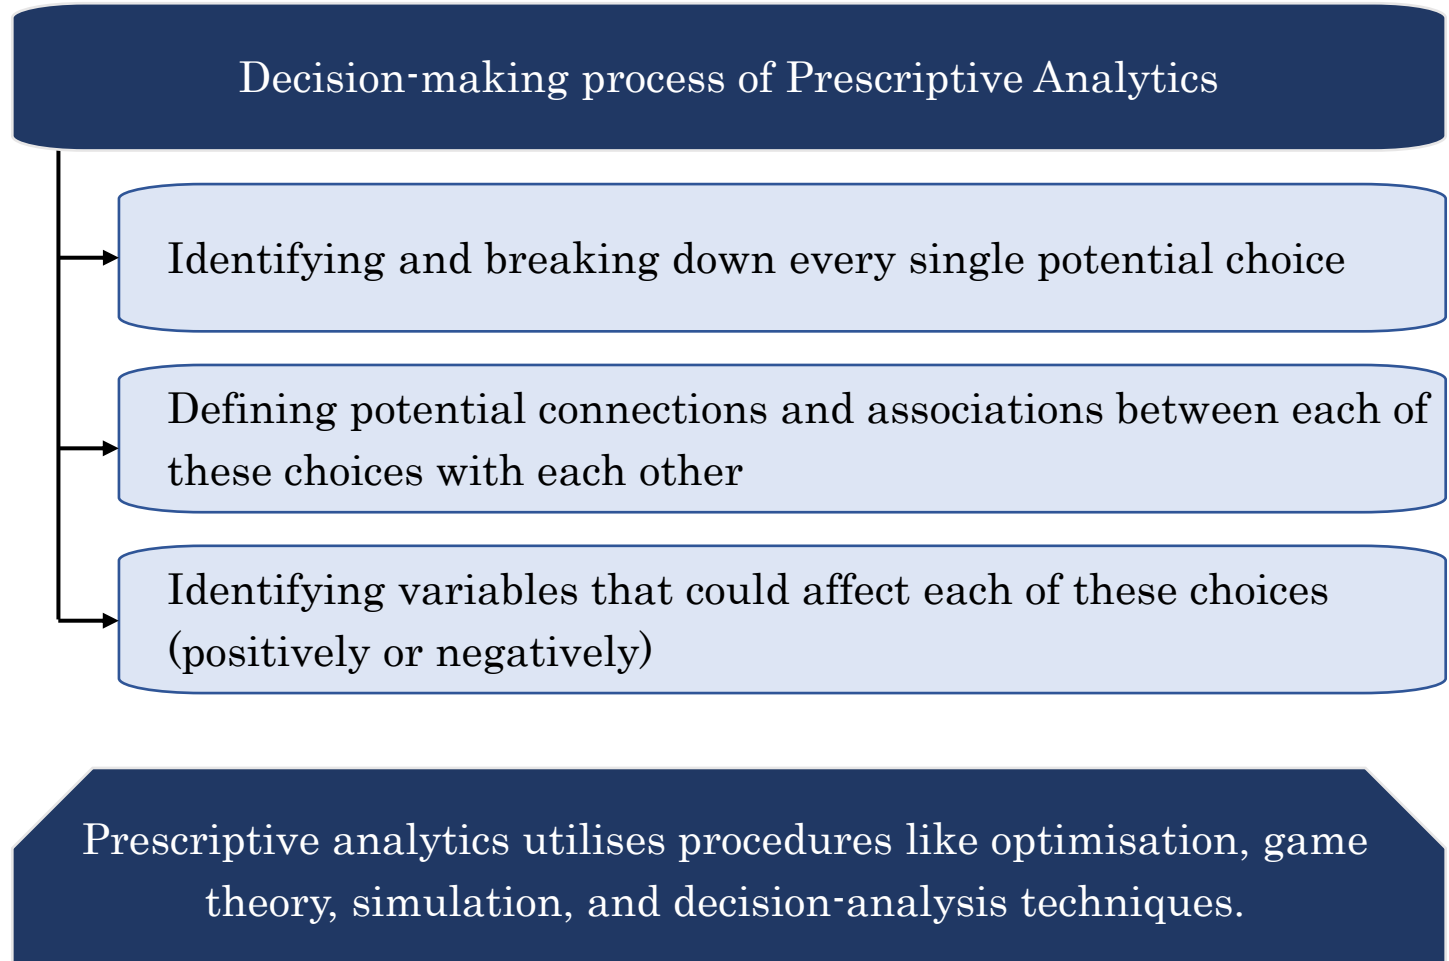 Decision-making process of Prescriptive Analytics
Identifying and breaking down every single potential choice
Defining potential connections and associations between each of
these choices with each other
Identifying variables that could affect each of these choices
(positively or negatively)
Prescriptive analytics utilises procedures like optimisation, game
theory, simulation, and decision-analysis techniques.